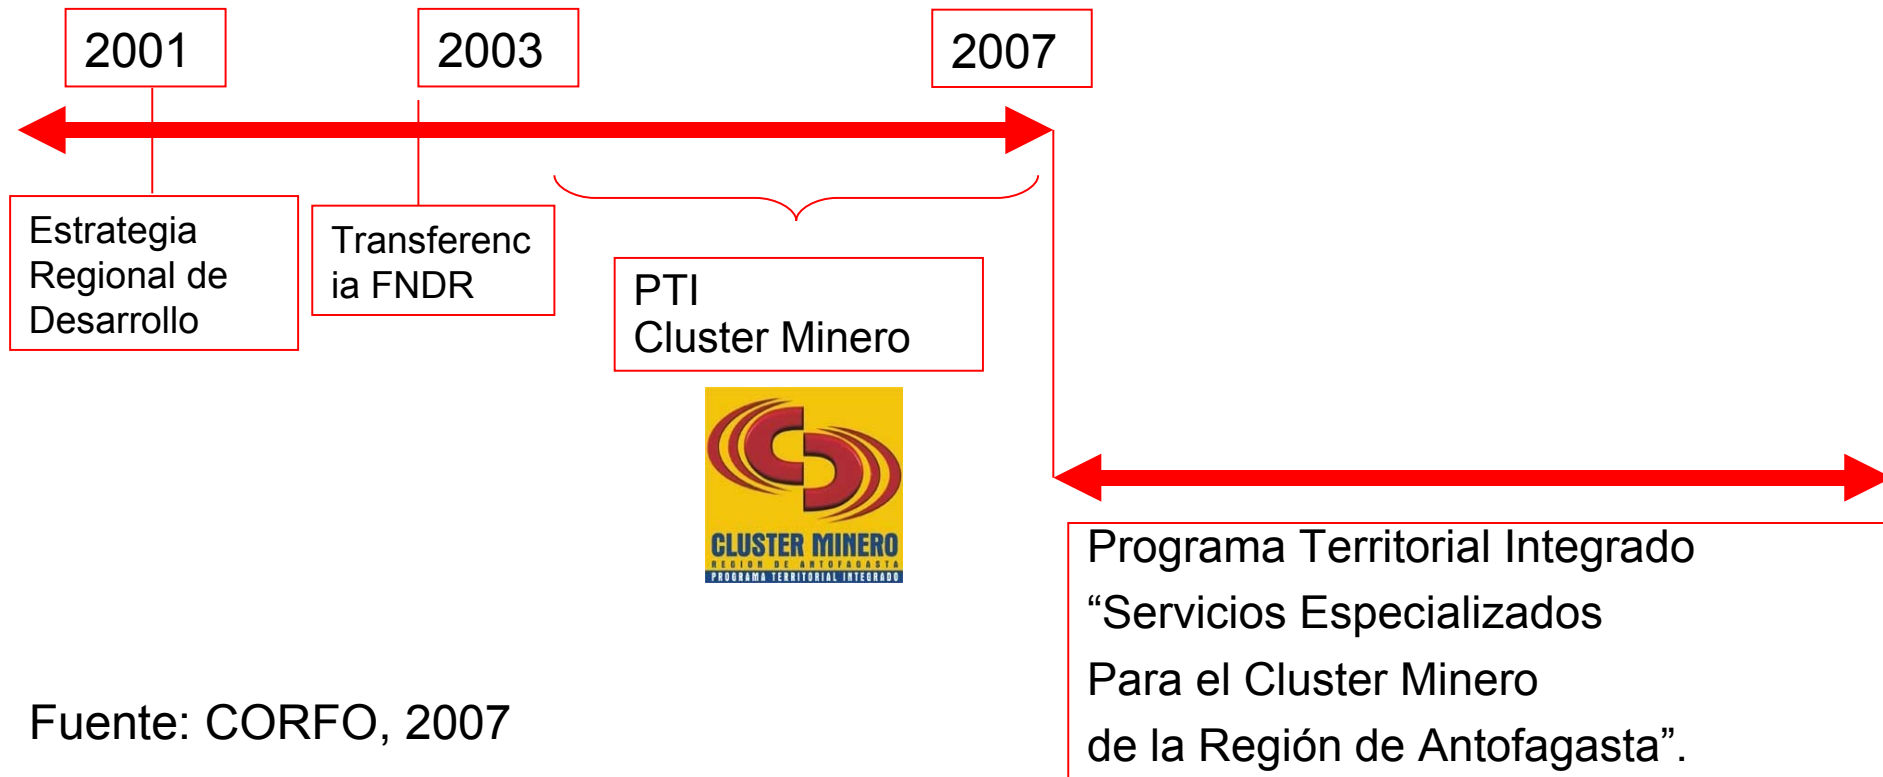 2001
2003
2007
Estrategia
Regional de
Desarrollo
Transferenc
ia FNDR
PTI
Cluster Minero
CLUSTER MINERO
REGION DE ANTOFAGASTA
PROGRAMA TERRITORIAL INTEGRADO
Programa Territorial Integrado
“Servicios Especializados
Para el Cluster Minero
de la Región de Antofagasta”.
Fuente: CORFO, 2007